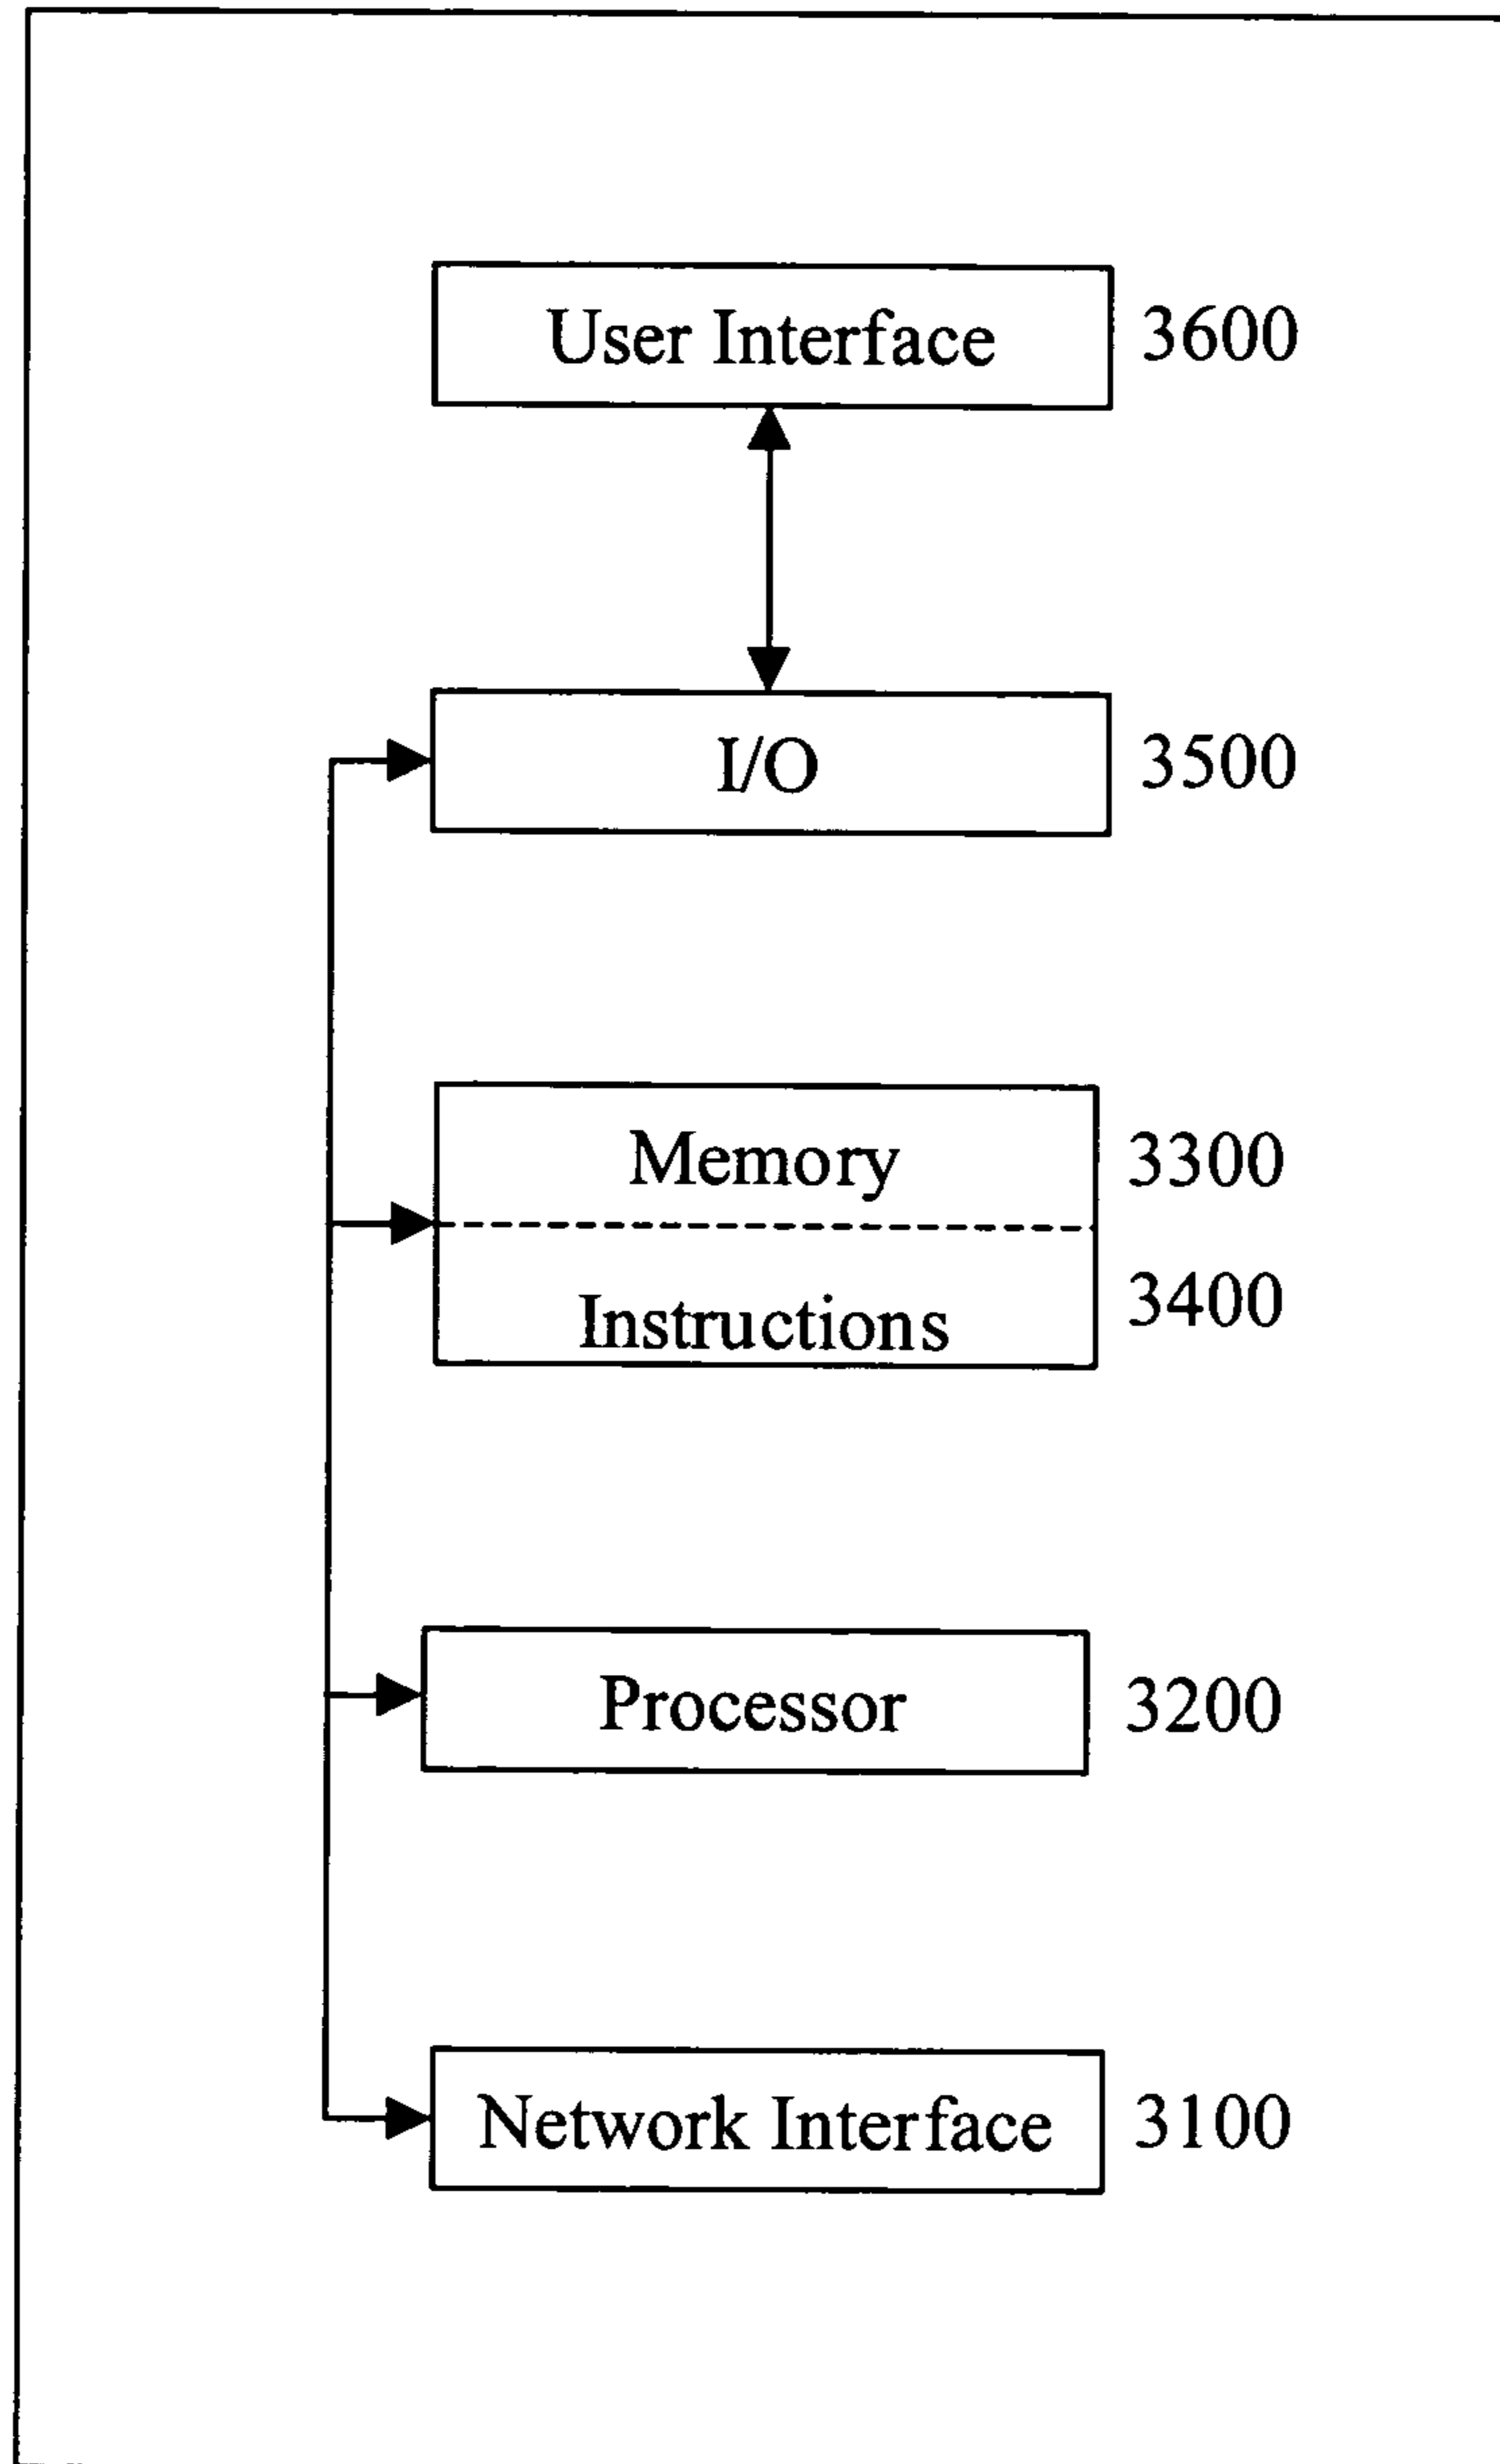 User Interface 3600
I/O 3500
Memory 3300
Instructions 3400
Processor 3200
Network Interface 3100